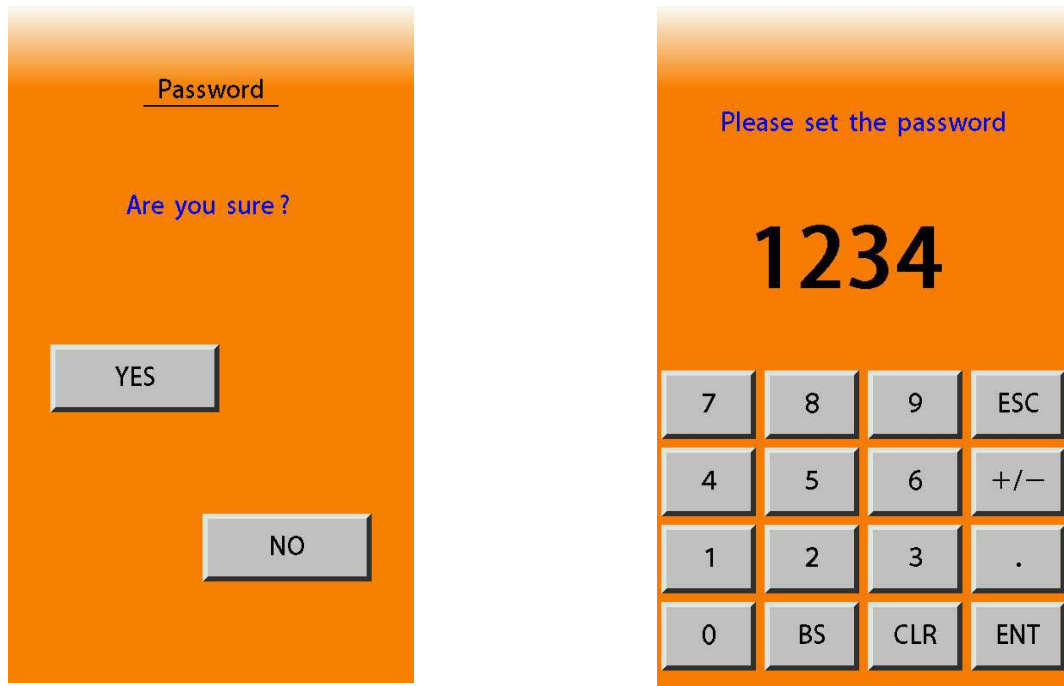 Password
Are you sure?
YES
NO
Please set the password
1234
7 8 9 ESC
4 5 6 +/−
1 2 3 .
0 BS CLR ENT